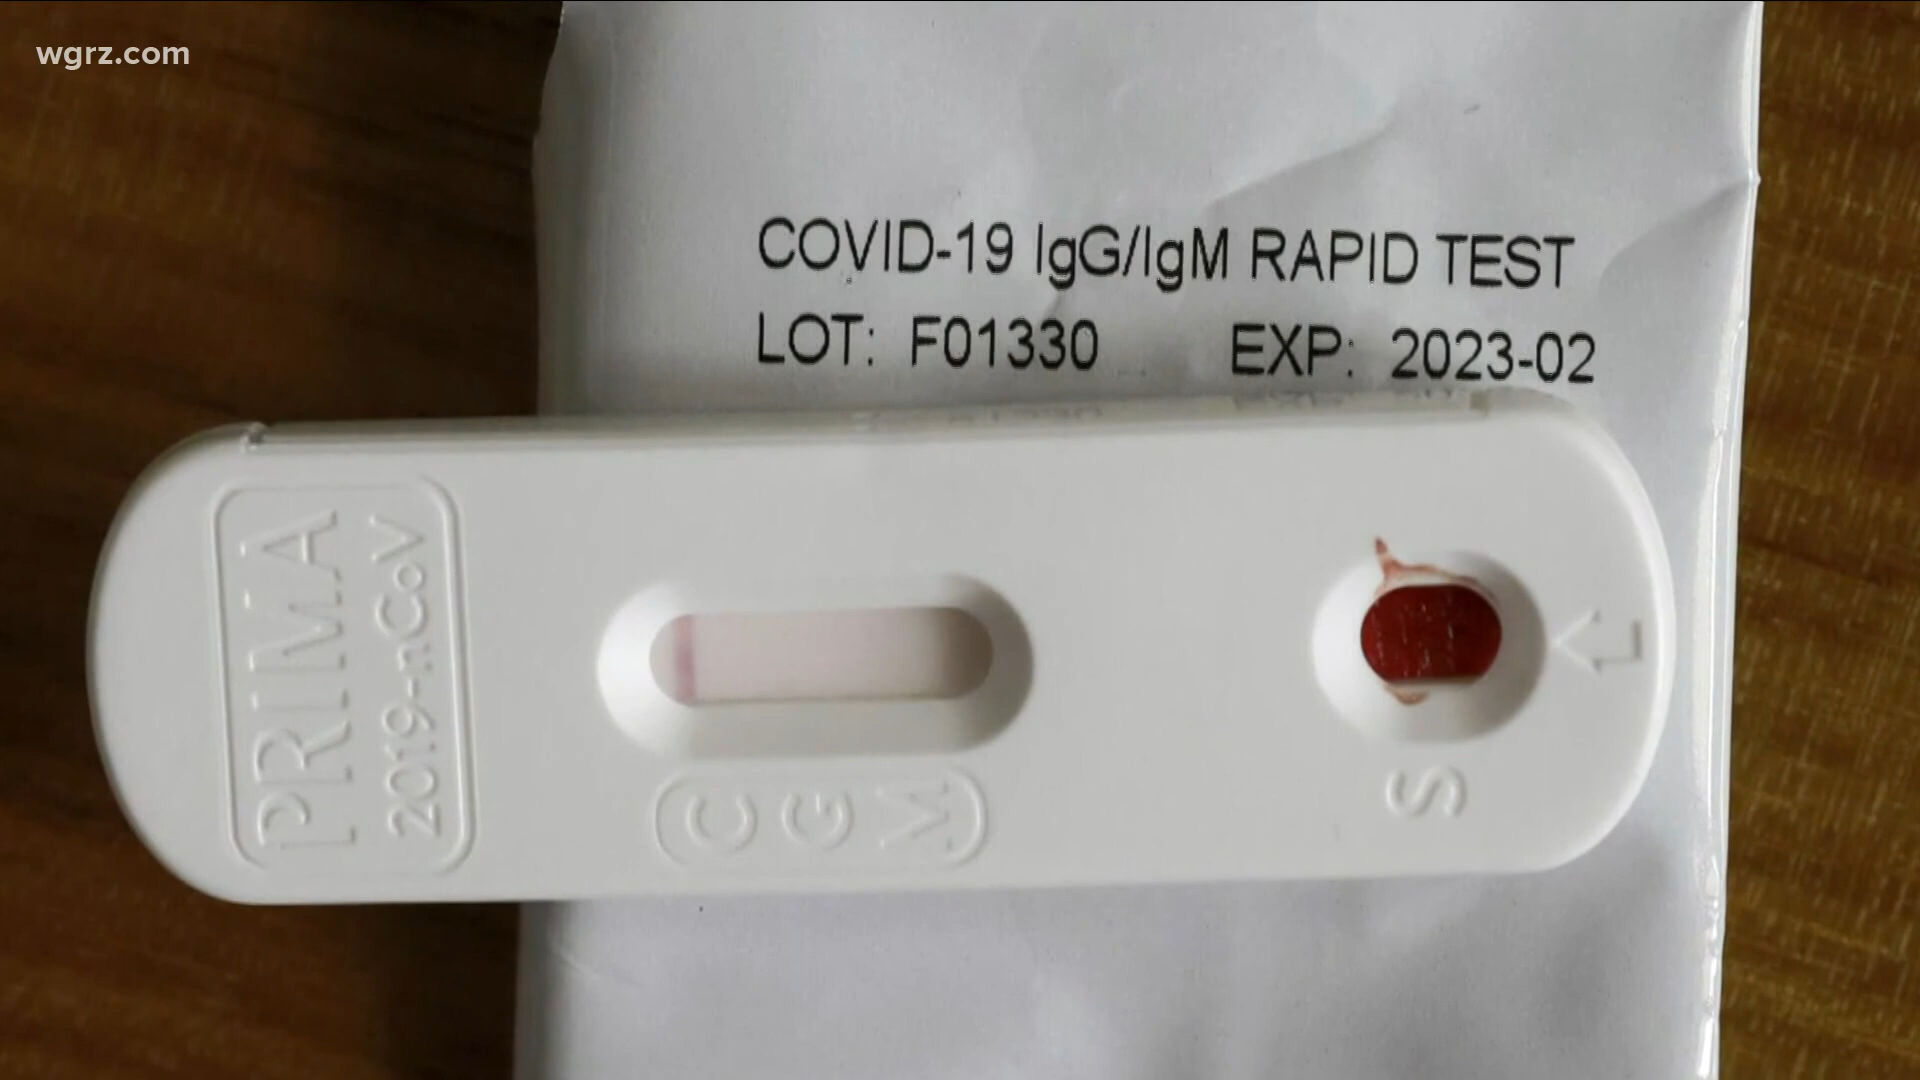 wgrz.com
COVID-19 IgG/IgM RAPID TEST
LOT: F01330 EXP: 2023-02
PRIMA
2019-nCoV
C G M
S